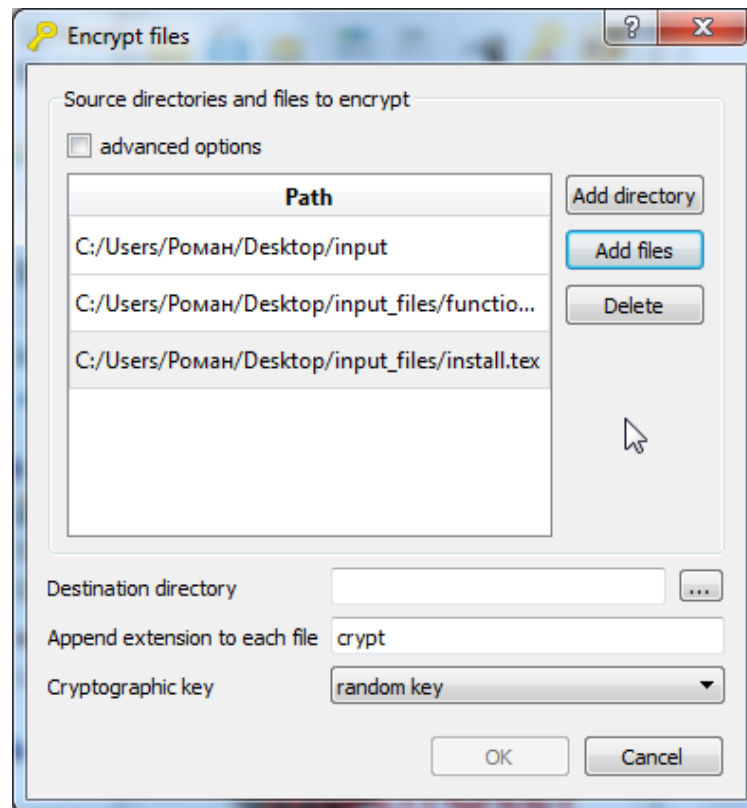 Encrypt files
Source directories and files to encrypt
advanced options
Path
Add directory
C:/Users/Роман/Desktop/input
Add files
C:/Users/Роман/Desktop/input_files/functio...
Delete
C:/Users/Роман/Desktop/input_files/install.tex
Destination directory
...
Append extension to each file crypt
Cryptographic key random key
OK Cancel